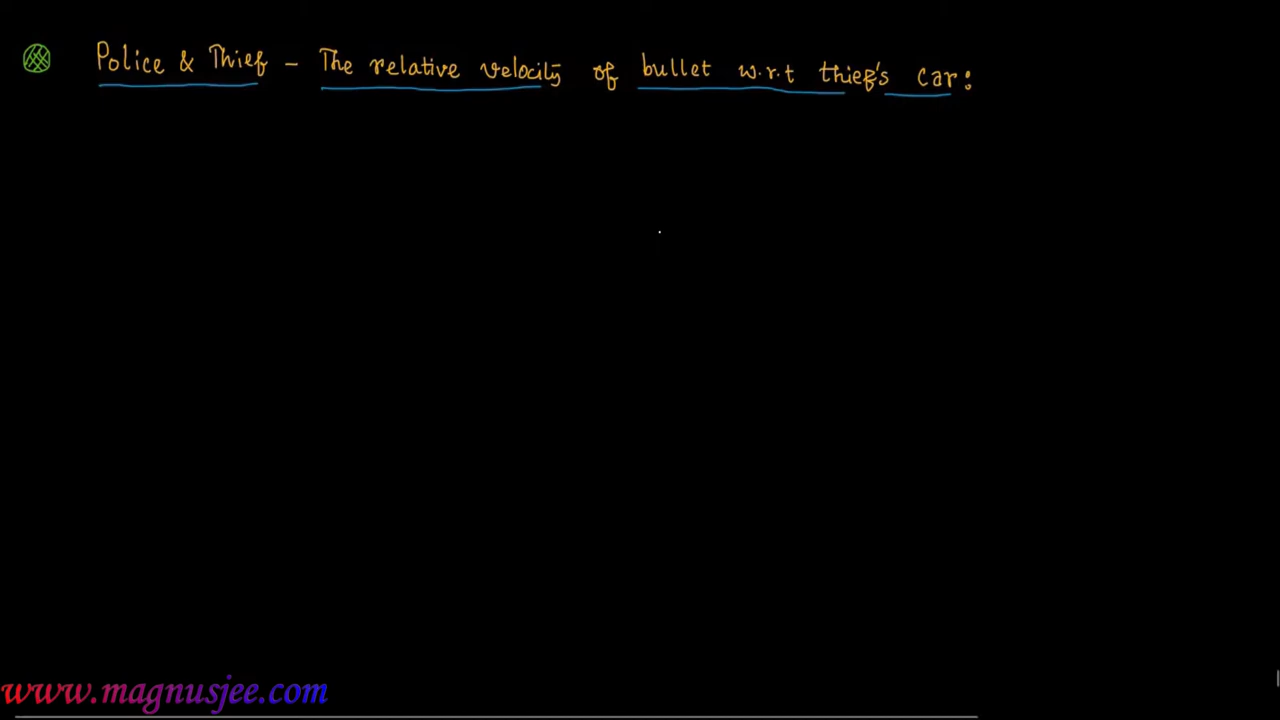 Police & Thief – The relative velocity of bullet w.r.t thief's car:
www.magnusjee.com